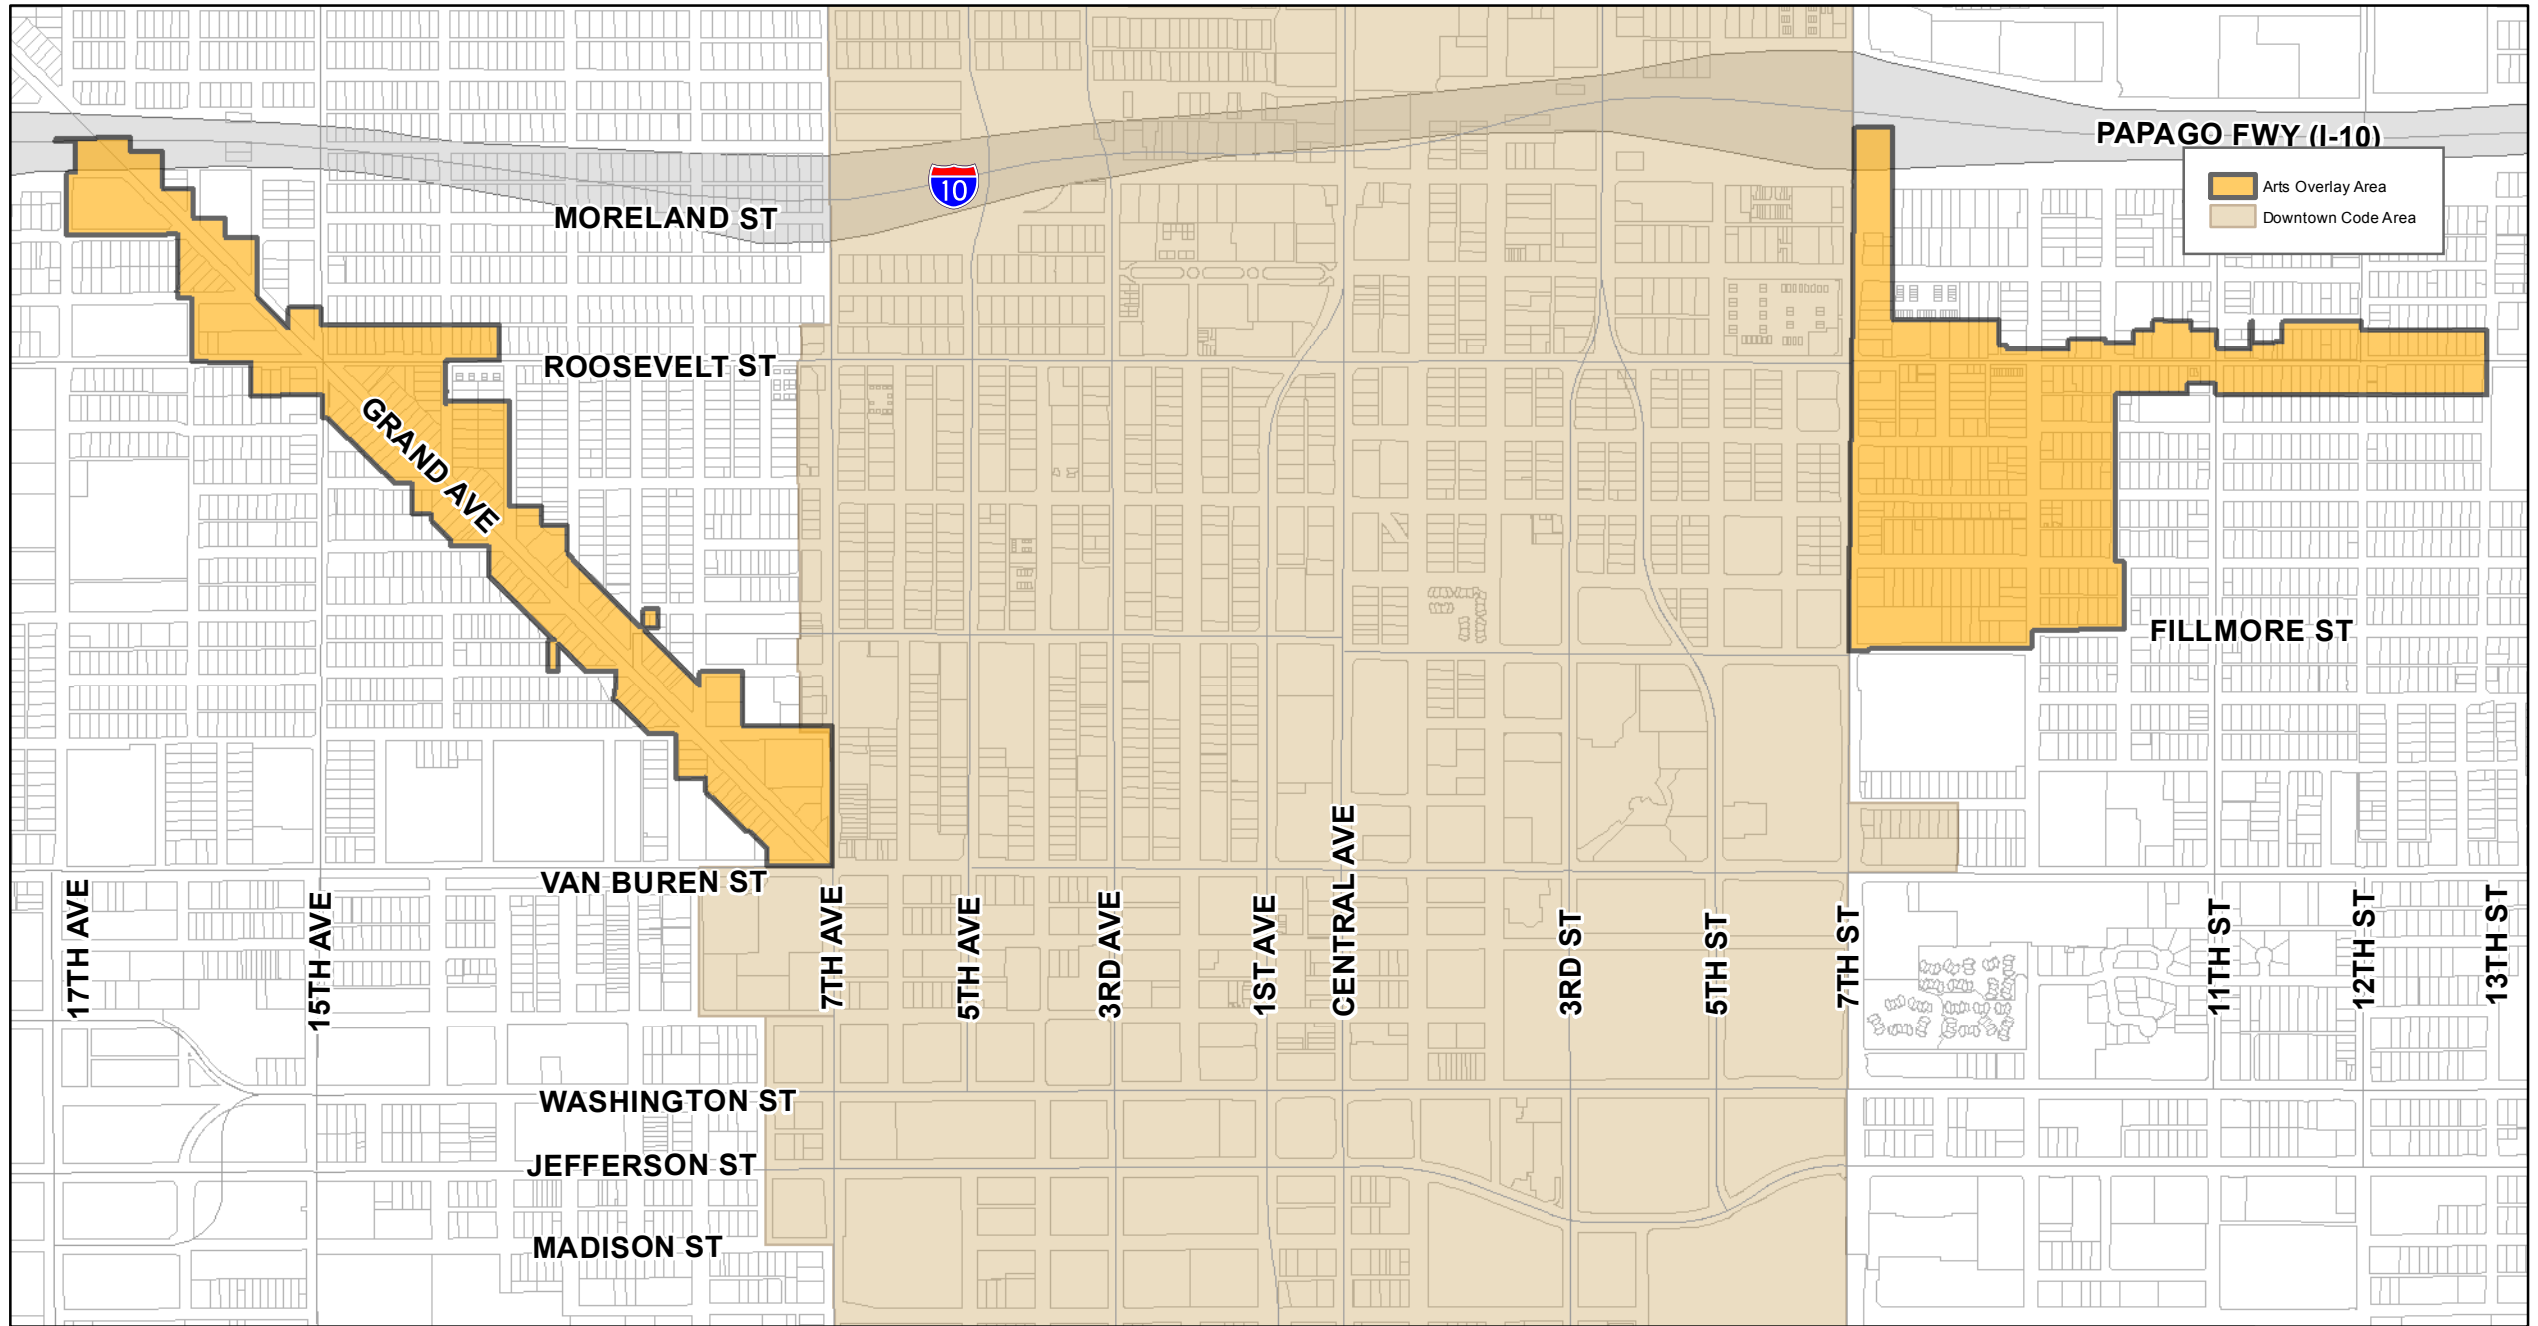 PAPAGO FWY (I-10)
Arts Overlay Area
Downtown Code Area
10
MORELAND ST
ROOSEVELT ST
GRAND AVE
FILLMORE ST
VAN BUREN ST
17TH AVE
15TH AVE
7TH AVE
5TH AVE
3RD AVE
1ST AVE
CENTRAL AVE
3RD ST
5TH ST
7TH ST
11TH ST
12TH ST
13TH ST
WASHINGTON ST
JEFFERSON ST
MADISON ST